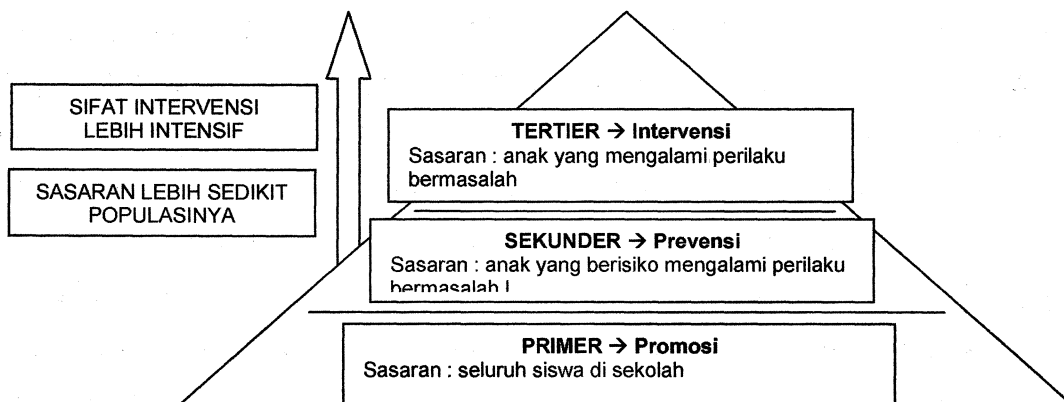 SIFAT INTERVENSI
LEBIH INTENSIF
SASARAN LEBIH SEDIKIT
POPULASINYA
TERTIER → Intervensi
Sasaran : anak yang mengalami perilaku
bermasalah
SEKUNDER → Prevensi
Sasaran : anak yang berisiko mengalami perilaku
bermasalah
PRIMER → Promosi
Sasaran : seluruh siswa di sekolah